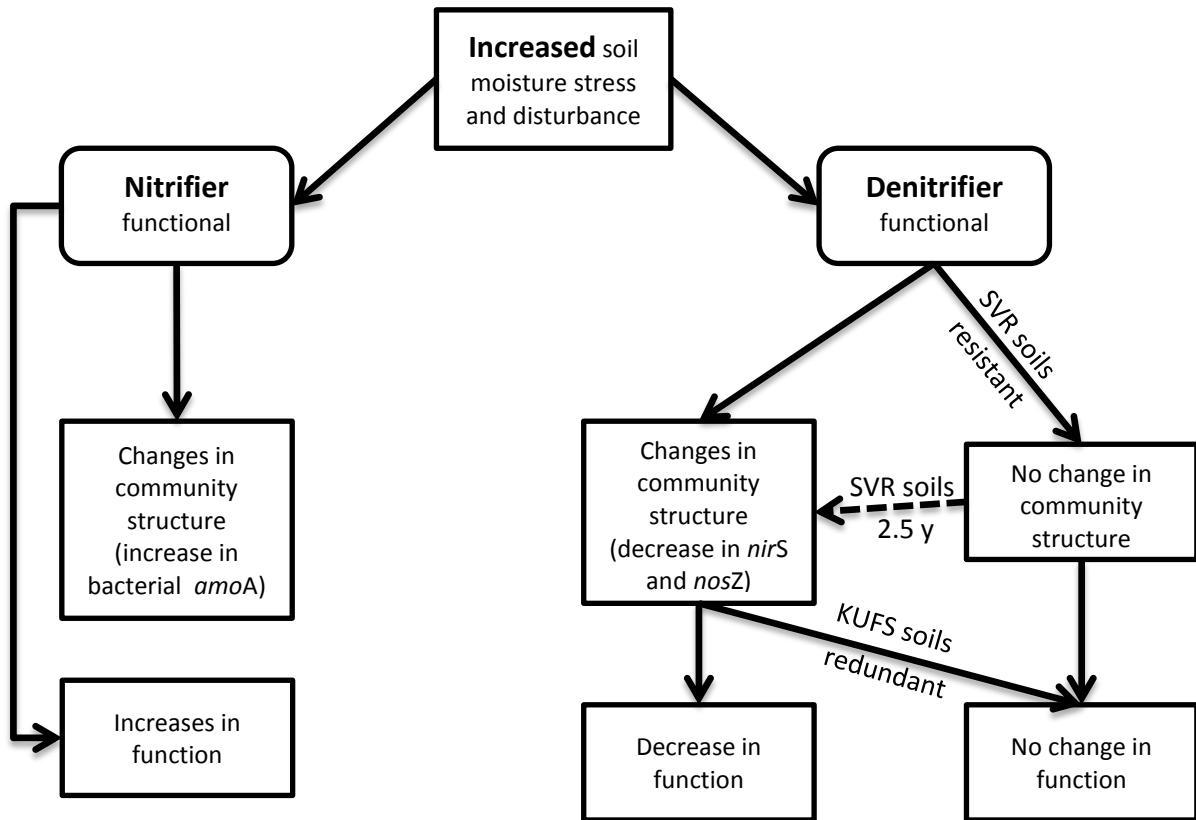 Increased soil
moisture stress
and disturbance
Nitrifier
functional
Denitrifier
functional
SVR soils
resistant
Changes in
community
structure
(increase in
bacterial amoA)
Changes in
community
structure
(decrease in nirS
and nosZ)
SVR soils
2.5 y
No change in
community
structure
KUFS soils
redundant
Increases in
function
Decrease in
function
No change in
function